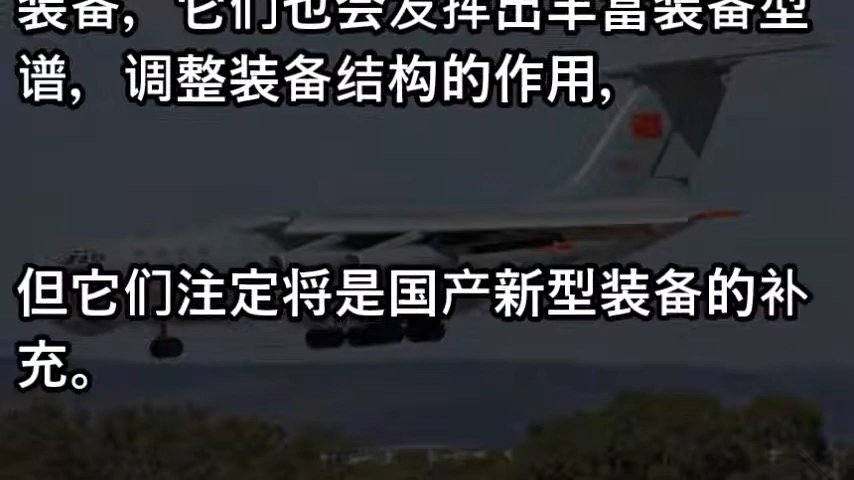 装备，它们也会发挥出丰富装备型
谱，调整装备结构的作用，
但它们注定将是国产新型装备的补
充。